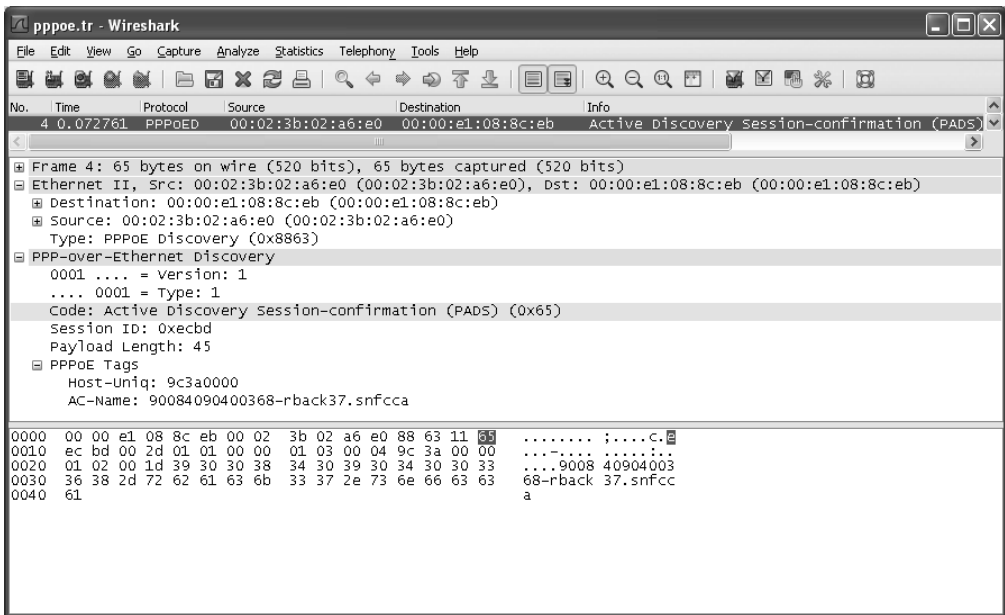 pppoe.tr - Wireshark
File Edit View Go Capture Analyze Statistics Telephony Tools Help
No. Time Protocol Source Destination Info
4 0.072761 PPPoED 00:02:3b:02:a6:e0 00:00:e1:08:8c:eb Active Discovery Session-confirmation (PADS)
Frame 4: 65 bytes on wire (520 bits), 65 bytes captured (520 bits)
Ethernet II, Src: 00:02:3b:02:a6:e0 (00:02:3b:02:a6:e0), Dst: 00:00:e1:08:8c:eb (00:00:e1:08:8c:eb)
Destination: 00:00:e1:08:8c:eb (00:00:e1:08:8c:eb)
Source: 00:02:3b:02:a6:e0 (00:02:3b:02:a6:e0)
Type: PPPoE Discovery (0x8863)
PPP-over-Ethernet Discovery
0001 .... = Version: 1
.... 0001 = Type: 1
Code: Active Discovery Session-confirmation (PADS) (0x65)
Session ID: 0xecbd
Payload Length: 45
PPPoE Tags
Host-Uniq: 9c3a0000
AC-Name: 90084090400368-rback37.snfcca
0000 00 00 e1 08 8c eb 00 02 3b 02 a6 e0 88 63 11 65 ........ ;....c.e
0010 ec bd 00 2d 01 01 00 00 01 03 00 04 9c 3a 00 00 ...-.... .....:..
0020 01 02 00 1d 39 30 30 38 34 30 39 30 34 30 30 33 ....9008 40904003
0030 36 38 2d 72 62 61 63 6b 33 37 2e 73 6e 66 63 63 68-rback 37.snfcc
0040 61 a